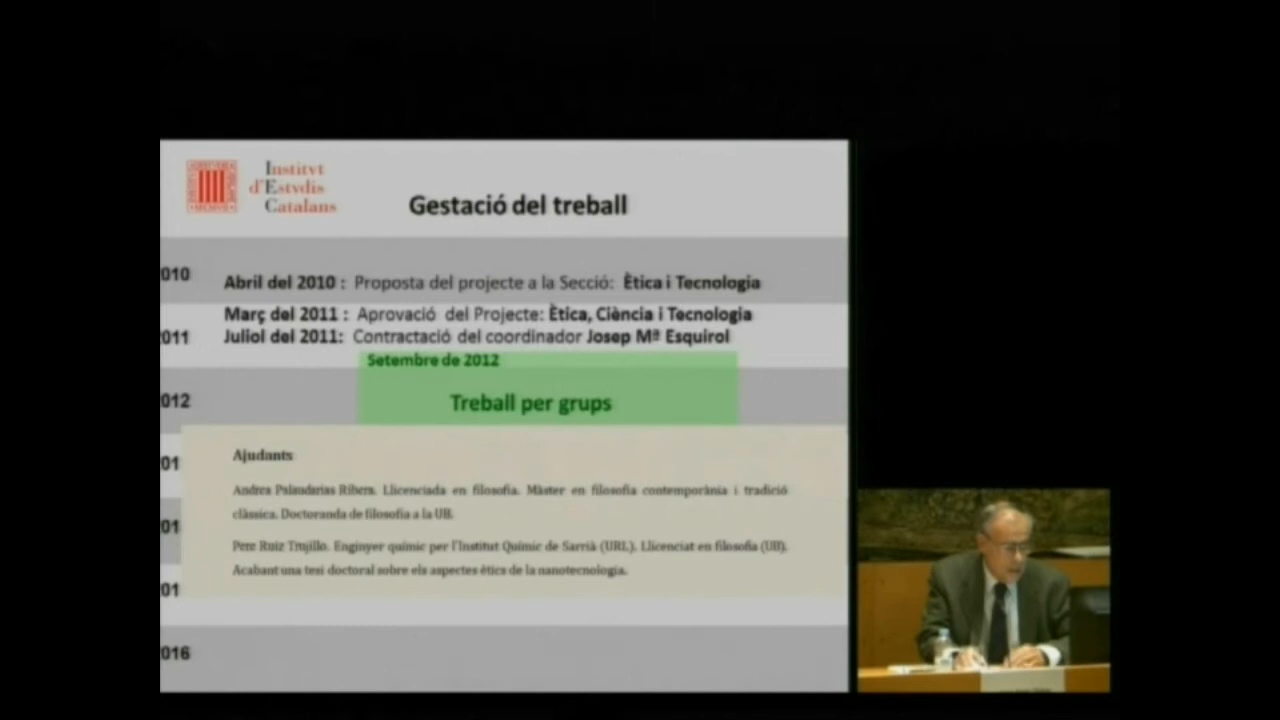 Institvt
d'Estvdis
Catalans
Gestació del treball
010
Abril del 2010 : Proposta del projecte a la Secció: Ètica i Tecnologia
Març del 2011 : Aprovació del Projecte: Ètica, Ciència i Tecnologia
2011
Juliol del 2011: Contractació del coordinador Josep Mª Esquirol
Setembre de 2012
012
Treball per grups
Ajudants
01
Andrea Palaudarias Ribera. Llicenciada en filosofia. Màster en filosofia contemporània i tradició
clàssica. Doctoranda de filosofia a la UB.
01
Pere Ruiz Trujillo. Enginyer químic per l'Institut Químic de Sarrià (URL). Llicenciat en filosofia (UB).
Acabant una tesi doctoral sobre els aspectes ètics de la nanotecnologia.
01
016